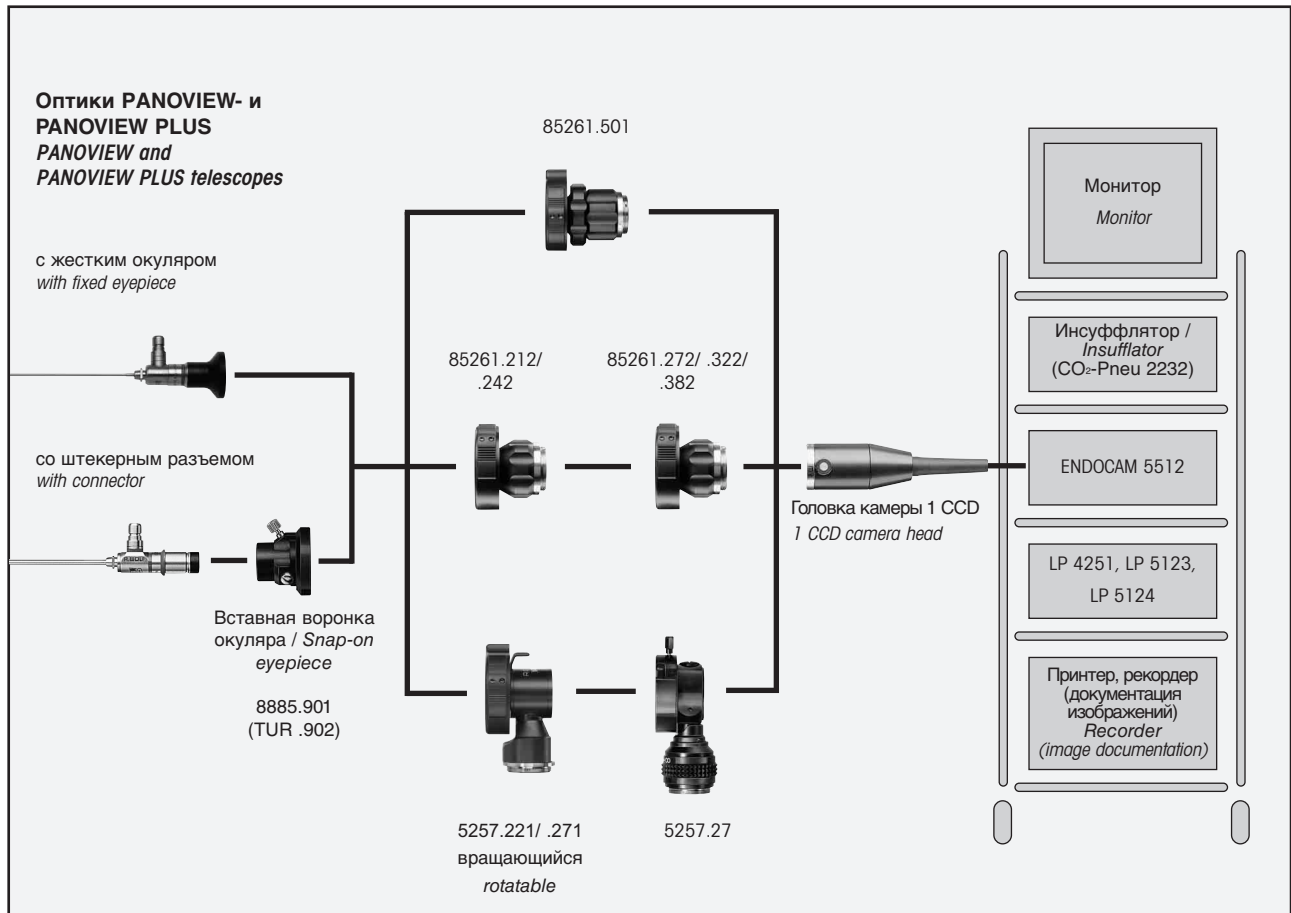 Оптики PANOVIEW- и
PANOVIEW PLUS
PANOVIEW and
PANOVIEW PLUS telescopes
с жестким окуляром
with fixed eyepiece
со штекерным разъемом
with connector
Вставная воронка
окуляра / Snap-on
eyepiece
8885.901
(TUR .902)
85261.501
85261.212/
.242
85261.272/ .322/
.382
5257.221/ .271
вращающийся
rotatable
5257.27
Головка камеры 1 CCD
1 CCD camera head
Монитор
Monitor
Инсуффлятор /
Insufflator
(CO₂-Pneu 2232)
ENDOCAM 5512
LP 4251, LP 5123,
LP 5124
Принтер, рекордер
(документация
изображений)
Recorder
(image documentation)